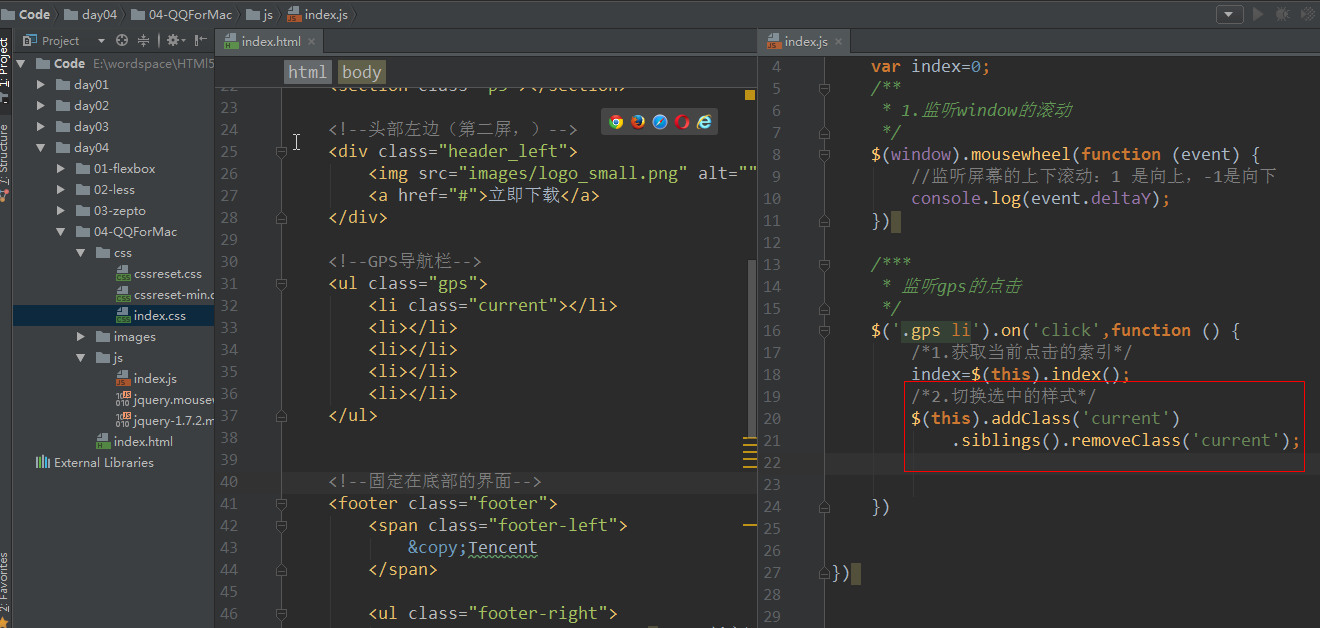 Code day04 04-QQForMac js index.js
Project
index.html
index.js
1: Project
7: Structure
2: Favorites
Code E:\wordspace\HTMl5
day01
day02
day03
day04
01-flexbox
02-less
03-zepto
04-QQForMac
css
cssreset.css
cssreset-min.c
index.css
images
js
index.js
jquery.mousew
jquery-1.7.2.m
index.html
External Libraries
html body
22 <section class="p5"></section>
23
24 <!--头部左边（第二屏，）-->
25 <div class="header_left">
26 <img src="images/logo_small.png" alt=""
27 <a href="#">立即下载</a>
28 </div>
29
30 <!--GPS导航栏-->
31 <ul class="gps">
32 <li class="current"></li>
33 <li></li>
34 <li></li>
35 <li></li>
36 <li></li>
37 </ul>
38
39
40 <!--固定在底部的界面-->
41 <footer class="footer">
42 <span class="footer-left">
43 &copy;Tencent
44 </span>
45
46 <ul class="footer-right">
4 var index=0;
5 /**
6 * 1.监听window的滚动
7 */
8 $(window).mousewheel(function (event) {
9 //监听屏幕的上下滚动：1 是向上，-1是向下
10 console.log(event.deltaY);
11 })
12
13 /***
14 * 监听gps的点击
15 */
16 $('.gps li').on('click',function () {
17 /*1.获取当前点击的索引*/
18 index=$(this).index();
19 /*2.切换选中的样式*/
20 $(this).addClass('current')
21 .siblings().removeClass('current');
22
23
24 })
25
26
27 })
28
29